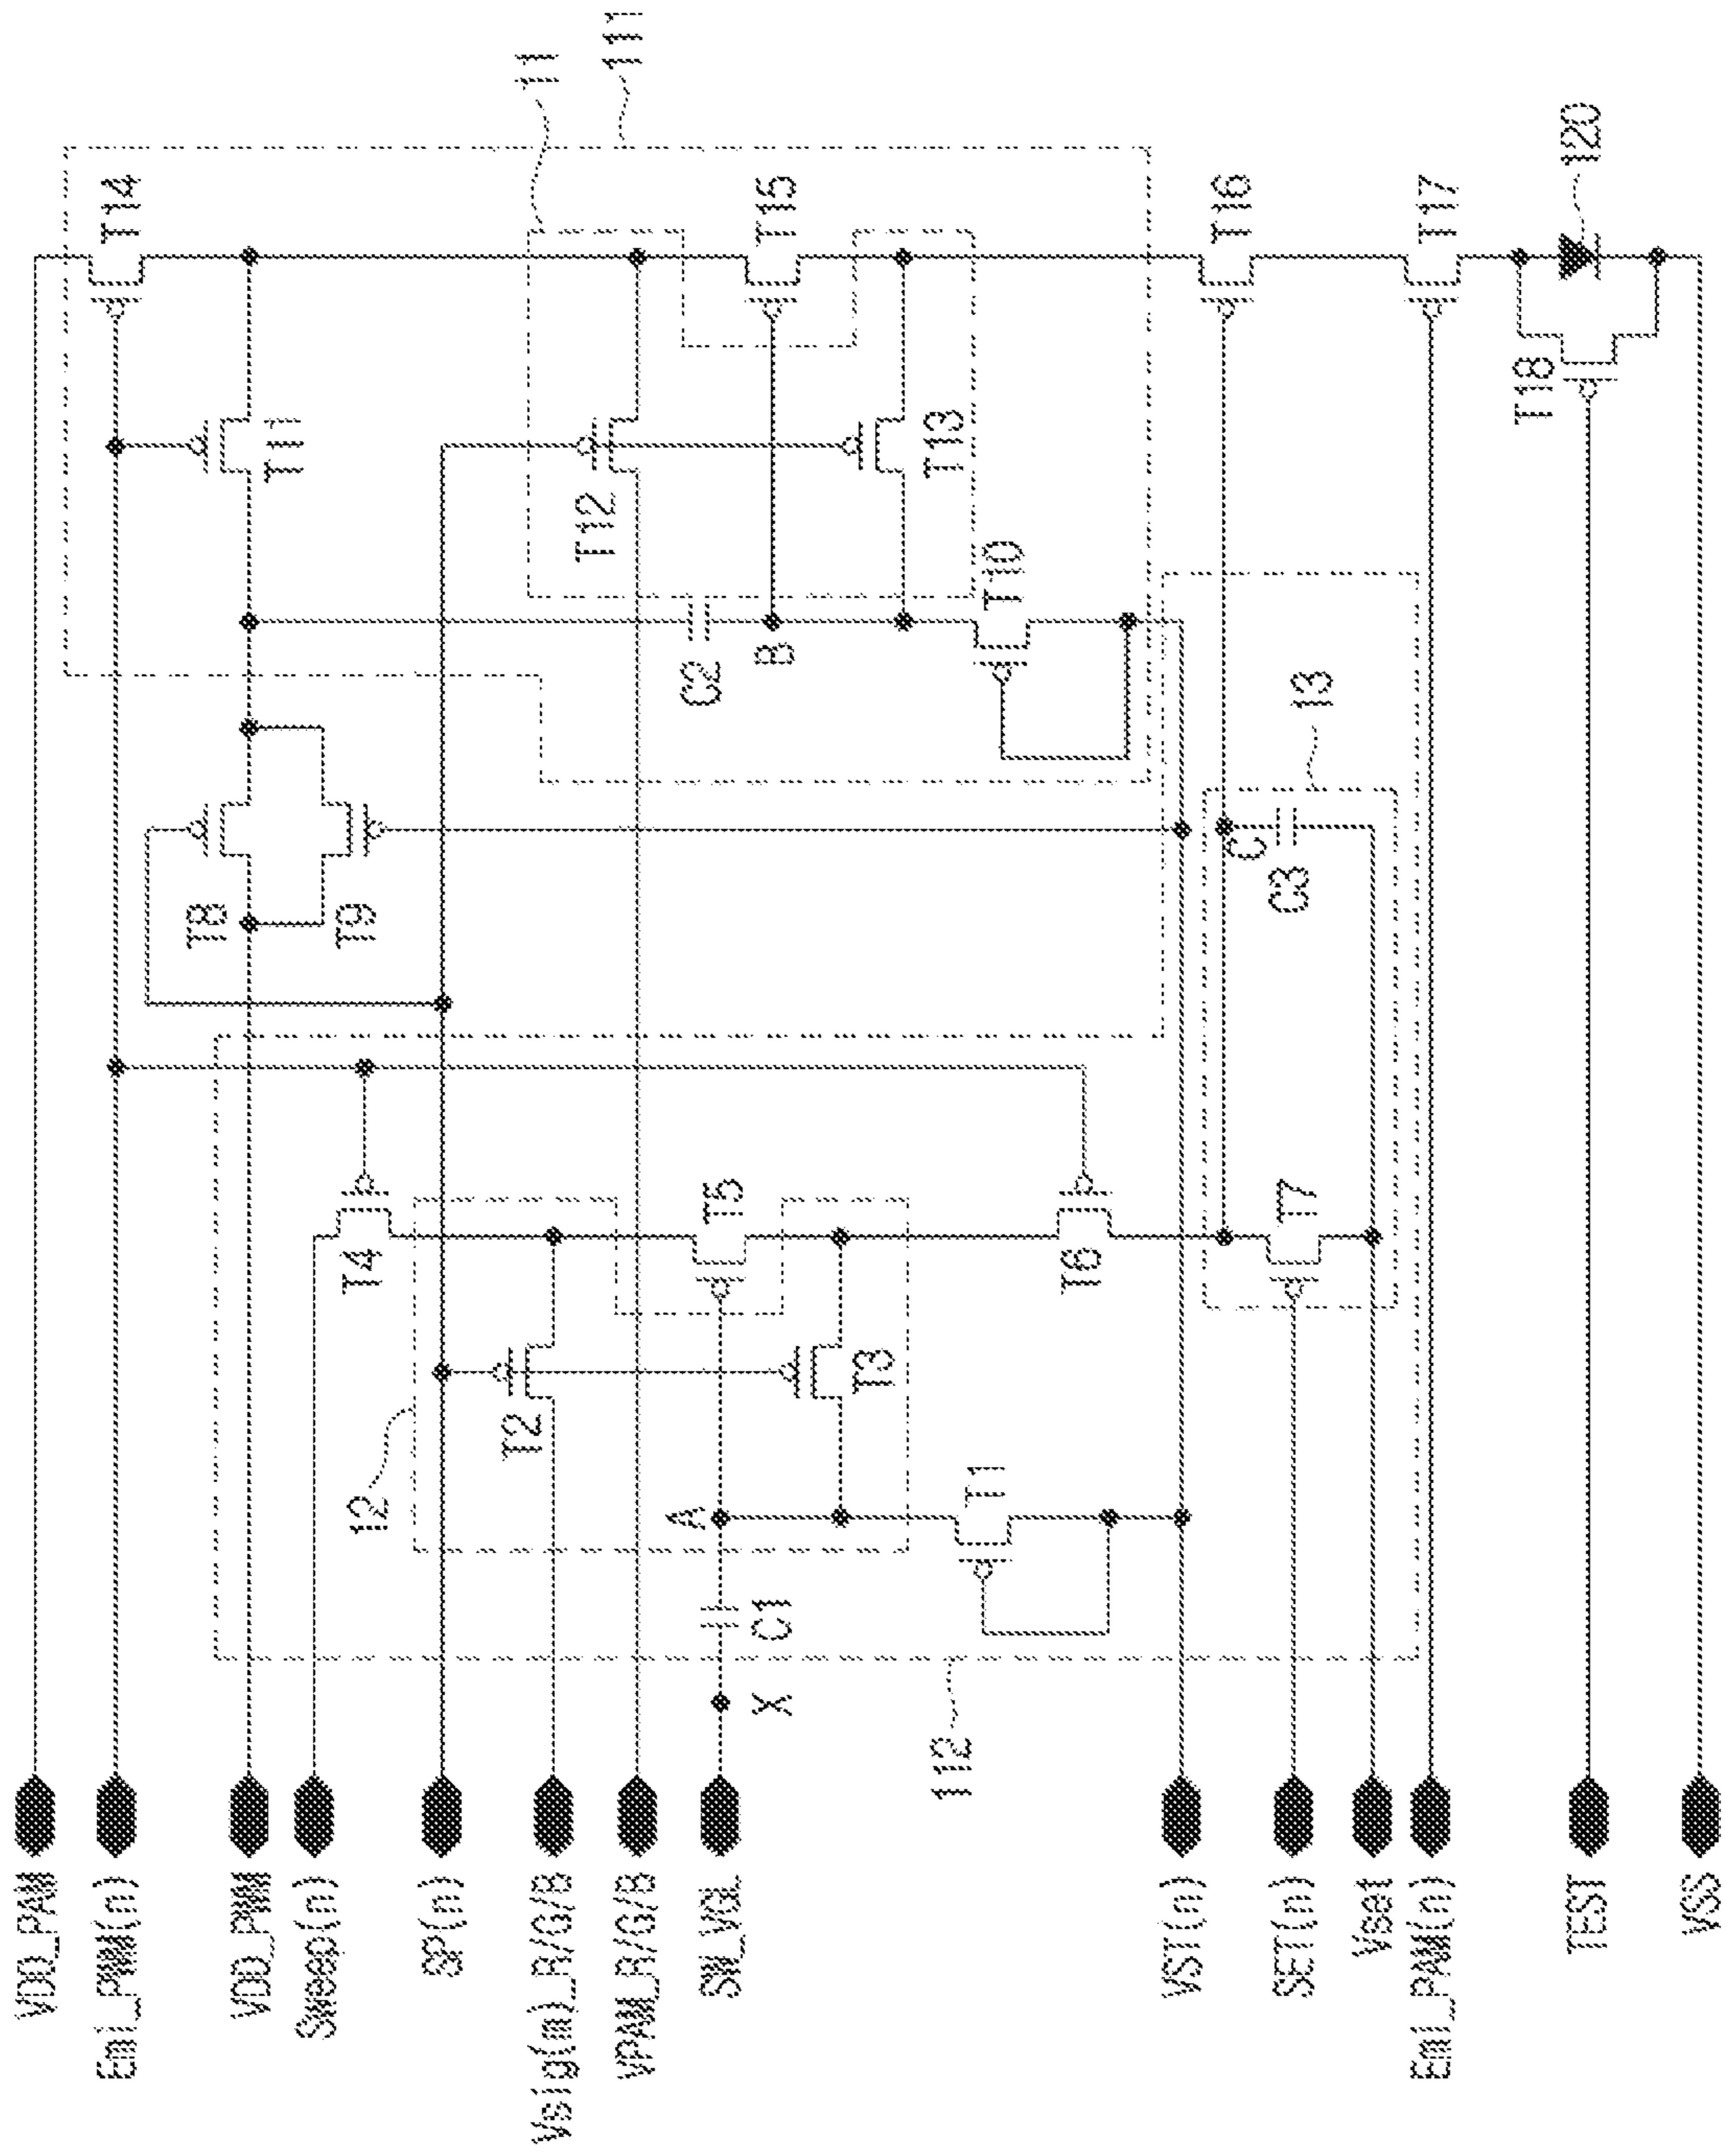 VDD_PAM
Emi_PWM(n)
VDD_PWM
Sweep(n)
SP(n)
Vsig(m)_R/G/B
VPAM_R/G/B
SW_VGL
VST(n)
SET(n)
Vset
Emi_PAM(n)
TEST
VSS
11
111
T14
T11
T12
T15
T13
T10
C2
B
T8
T9
T16
T17
120
T18
13
C
C3
T4
T5
T2
T3
12
A
T1
C1
X
T6
T7
112